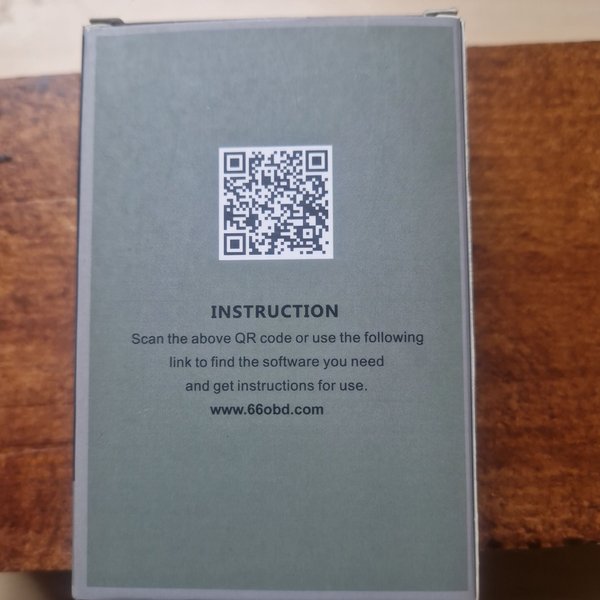 INSTRUCTION
Scan the above QR code or use the following
link to find the software you need
and get instructions for use.
www.66obd.com